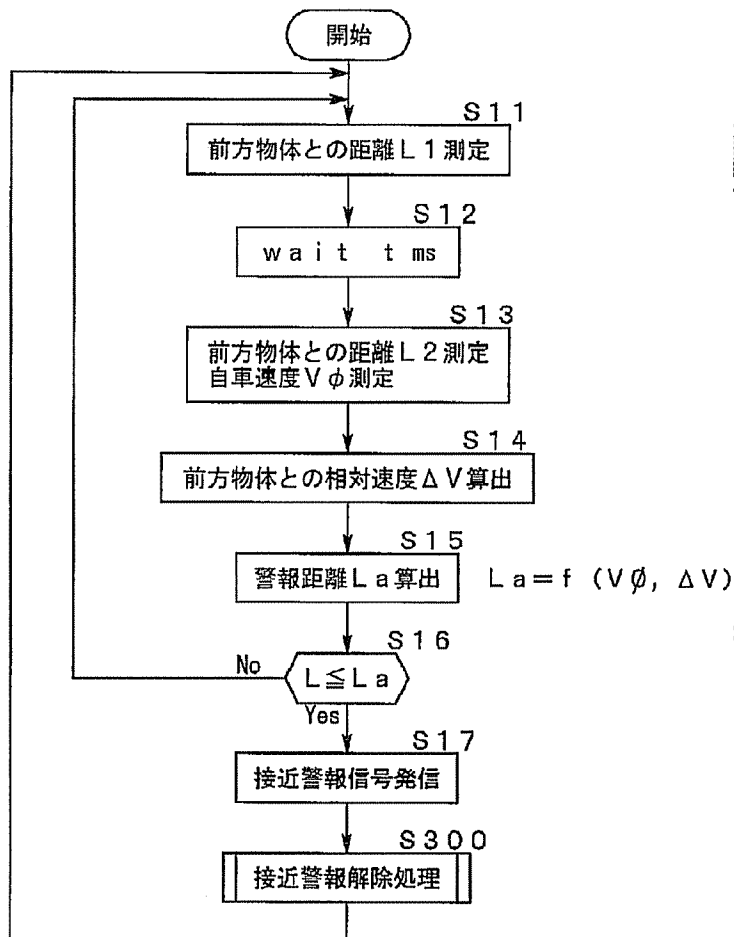 開始
S11
前方物体との距離L1測定
S12
wait t ms
S13
前方物体との距離L2測定
自車速度Vφ測定
S14
前方物体との相対速度ΔV算出
S15
警報距離La算出 La=f (Vφ, ΔV)
S16
No
L≦La
Yes
S17
接近警報信号発信
S300
接近警報解除処理